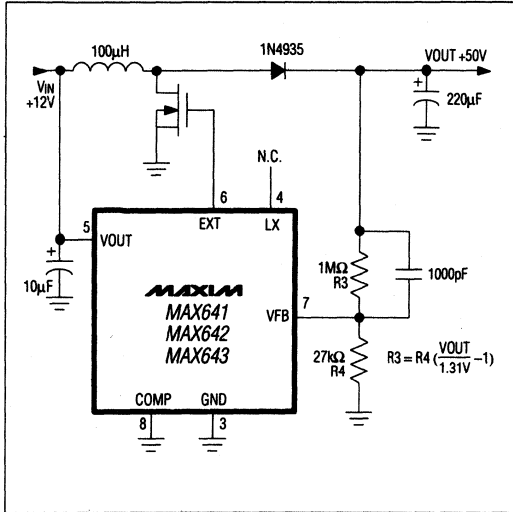 100µH
1N4935
VOUT +50V
VIN
+12V
+
220µF
N.C.
6
4
EXT
LX
5
VOUT
+
10µF
MAXIM
MAX641
MAX642
MAX643
7
VFB
1MΩ
R3
1000pF
27kΩ
R4
R3 = R4 (VOUT/1.31V -1)
COMP
GND
8
3